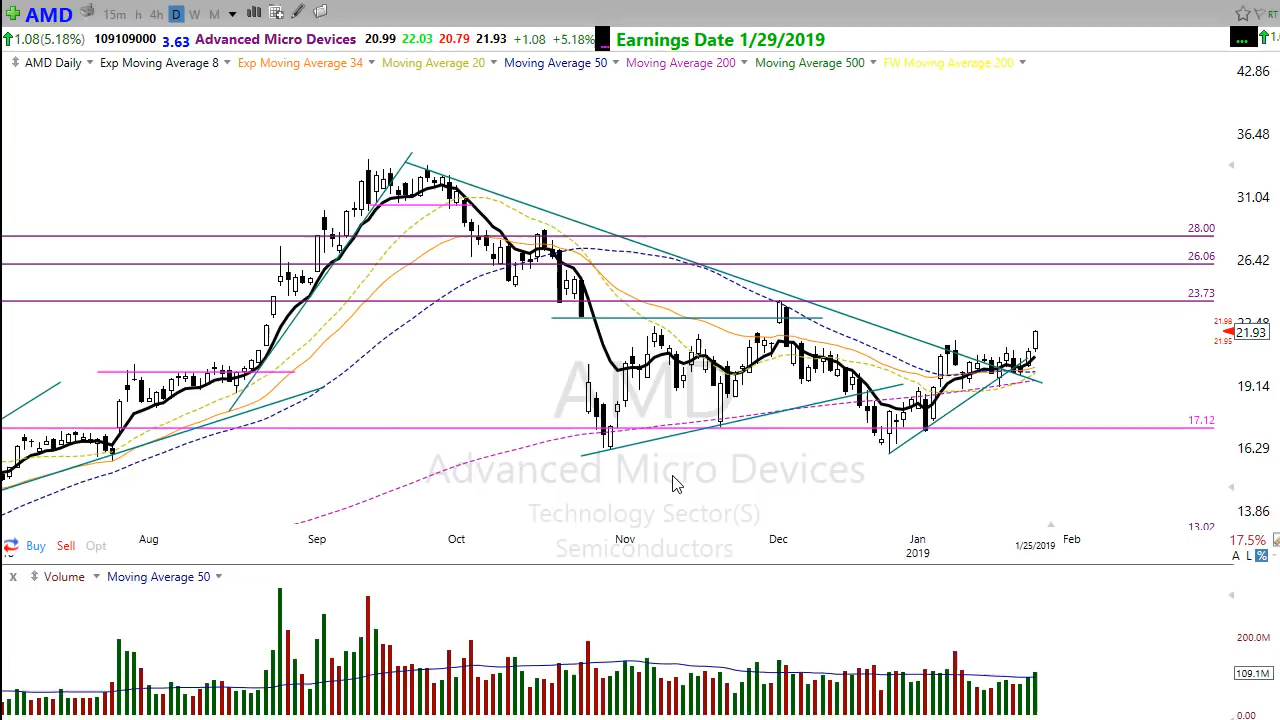 AMD 15m h 4h D W M RT
1.08(5.18%) 109109000 3.63 Advanced Micro Devices 20.99 22.03 20.79 21.93 +1.08 +5.18% ... Earnings Date 1/29/2019 ...
AMD Daily Exp Moving Average 8 Exp Moving Average 34 Moving Average 20 Moving Average 50 Moving Average 200 Moving Average 500 FW Moving Average 200
42.86
36.48
31.04
28.00
26.06
26.42
23.73
21.98
21.93
21.95
19.14
17.12
16.29
13.86
13.02
AMD
Advanced Micro Devices
Technology Sector(S)
Semiconductors
Aug Sep Oct Nov Dec Jan 2019 1/25/2019 Feb
Buy Sell Opt
17.5%
A L %
X Volume Moving Average 50
200.0M
109.1M
0.00